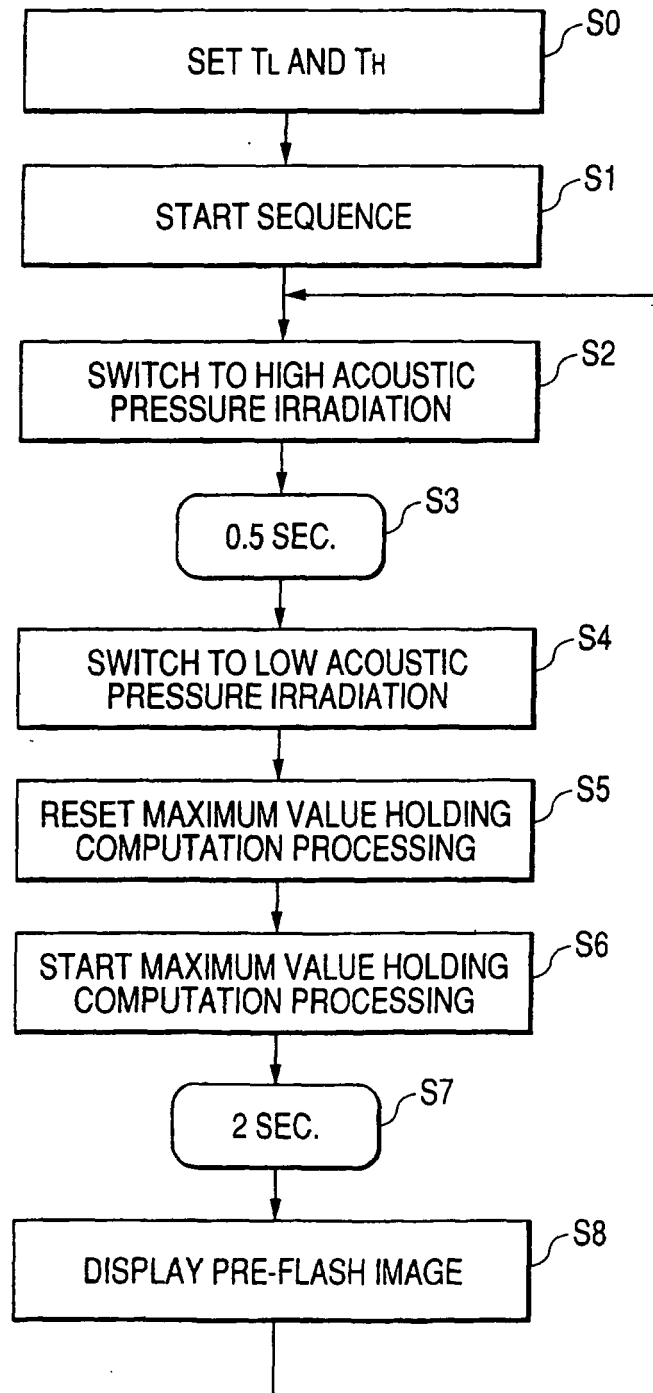 SET TL AND TH
S0
START SEQUENCE
S1
SWITCH TO HIGH ACOUSTIC
PRESSURE IRRADIATION
S2
0.5 SEC.
S3
SWITCH TO LOW ACOUSTIC
PRESSURE IRRADIATION
S4
RESET MAXIMUM VALUE HOLDING
COMPUTATION PROCESSING
S5
START MAXIMUM VALUE HOLDING
COMPUTATION PROCESSING
S6
2 SEC.
S7
DISPLAY PRE-FLASH IMAGE
S8